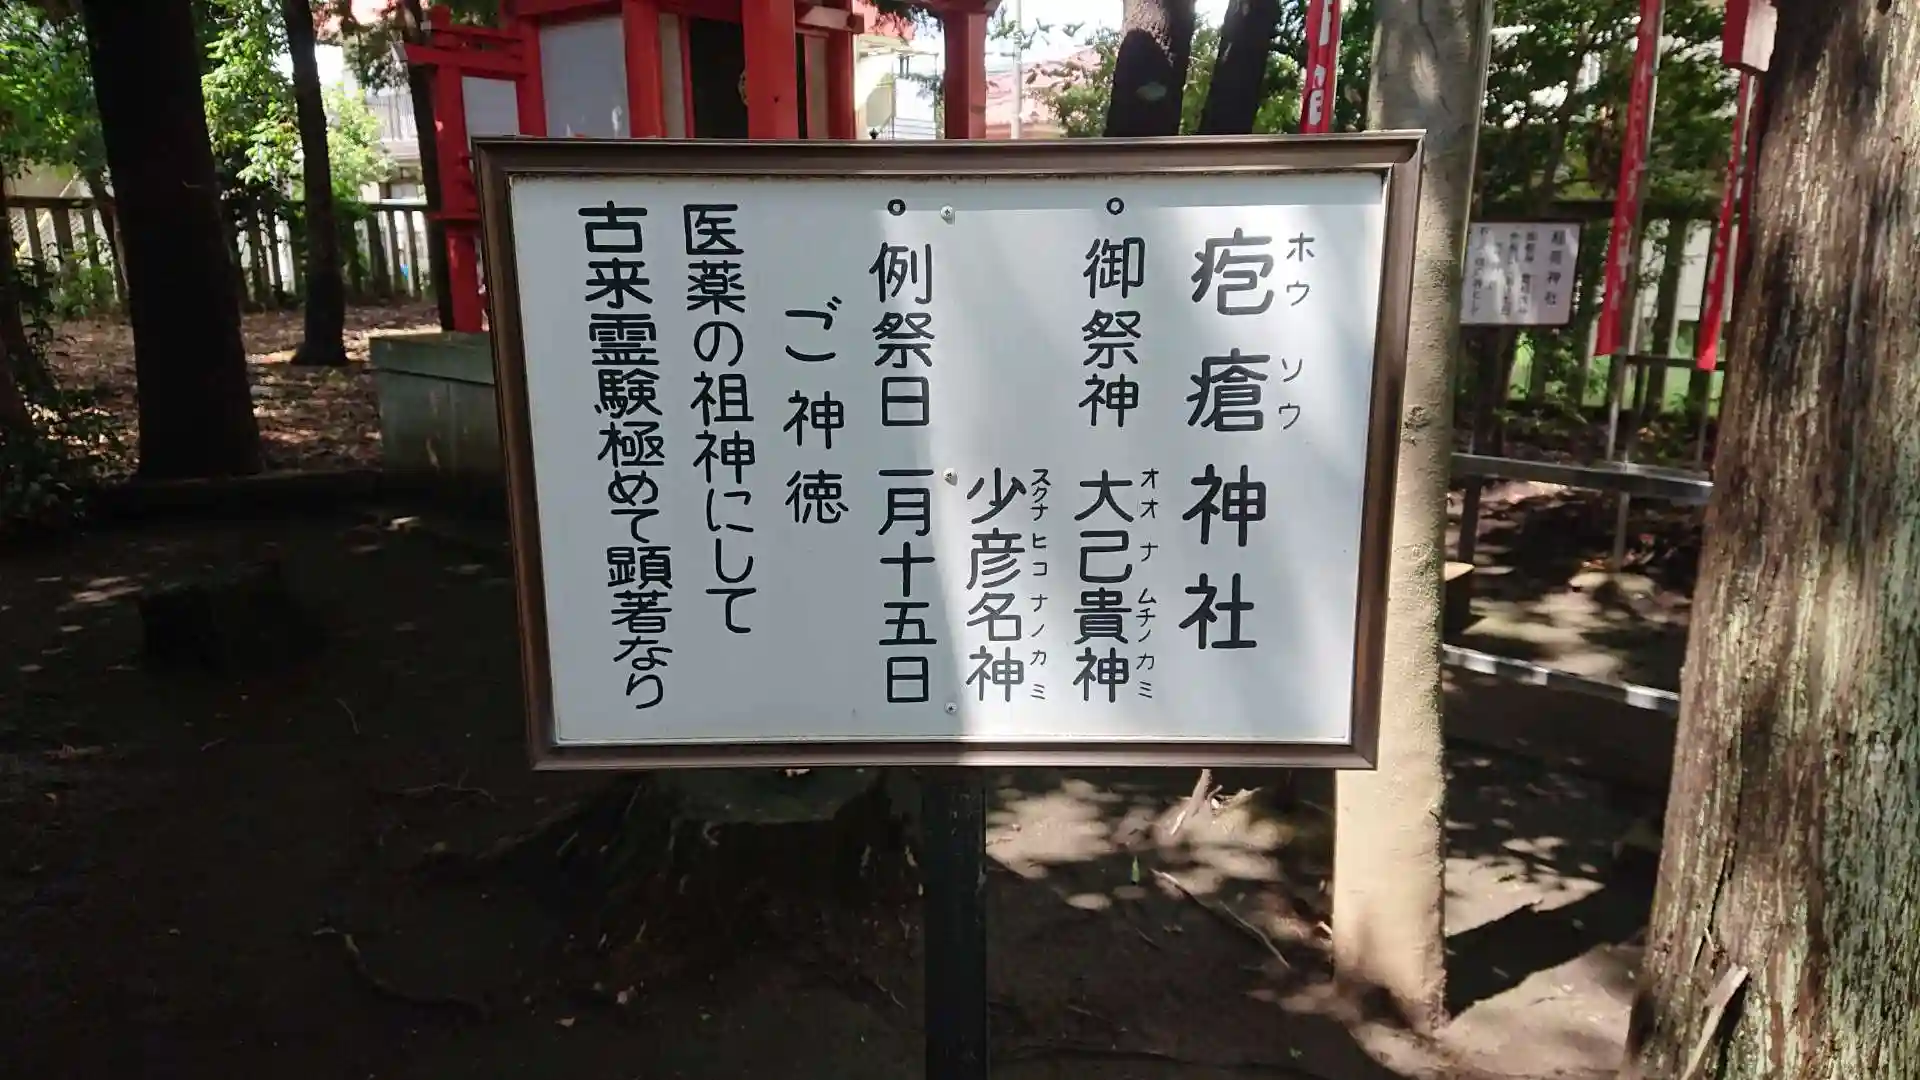 疱瘡神社
ホウ ソウ
。御祭神 大己貴神
オオ ナ ムチノ カミ
少彦名神
スクナ ヒコ ナノ カミ
。例祭日 一月十五日
ご神徳
医薬の祖神にして
古来霊験極めて顕著なり